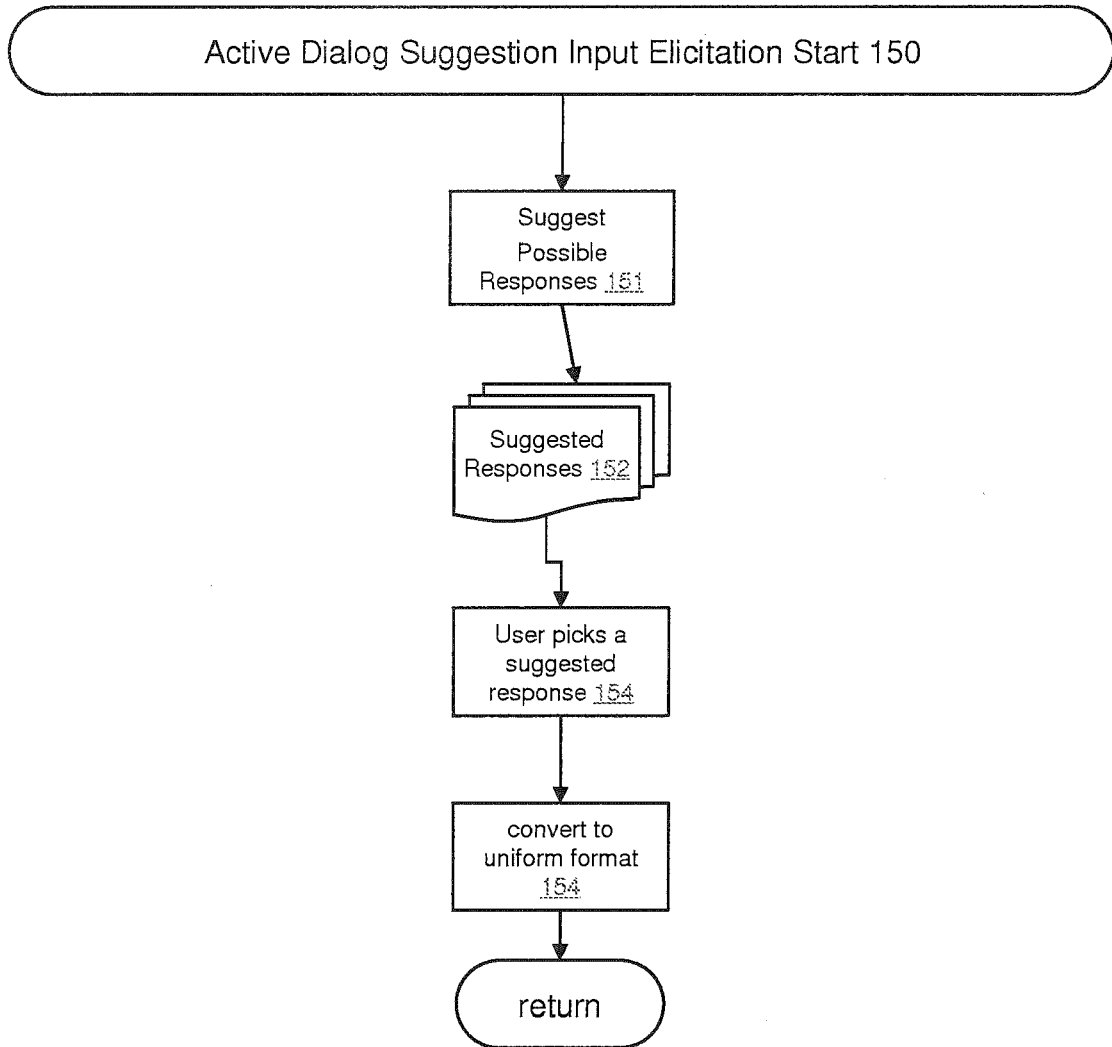 Active Dialog Suggestion Input Elicitation Start 150
Suggest
Possible
Responses 151
Suggested
Responses 152
User picks a
suggested
response 154
convert to
uniform format
154
return